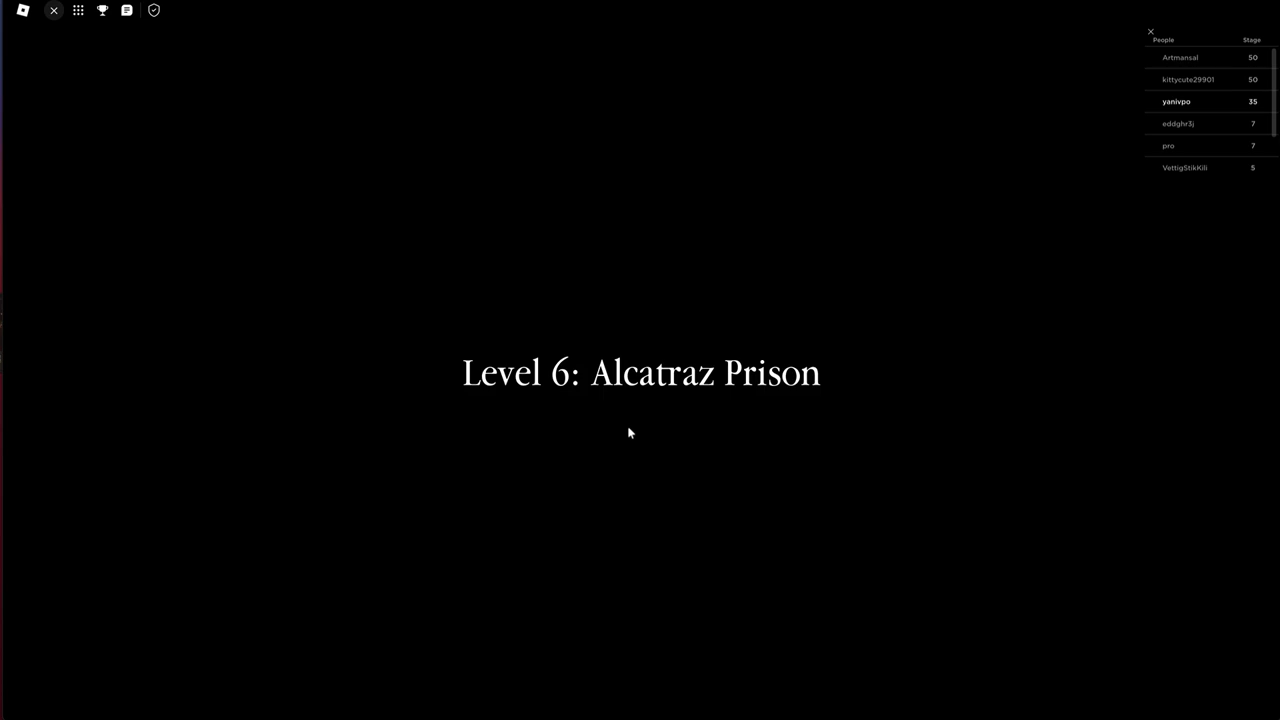 People Stage
Artmansal 50
kittycute29901 50
yanivpo 35
eddghr3j 7
pro 7
VettigStikKili 5
Level 6: Alcatraz Prison